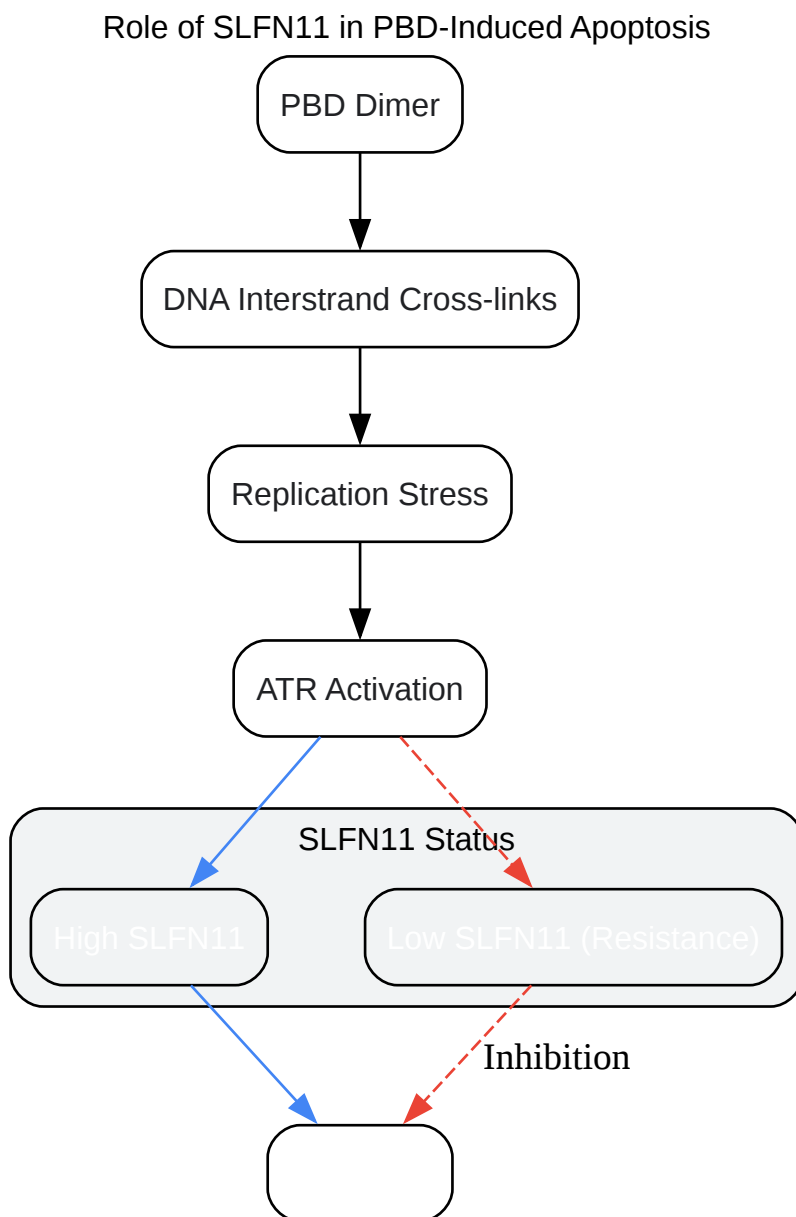 Role of SLFN11 in PBD-Induced Apoptosis
PBD Dimer
DNA Interstrand Cross-links
Replication Stress
ATR Activation
SLFN11 Status
High SLFN11
Low SLFN11 (Resistance)
Inhibition